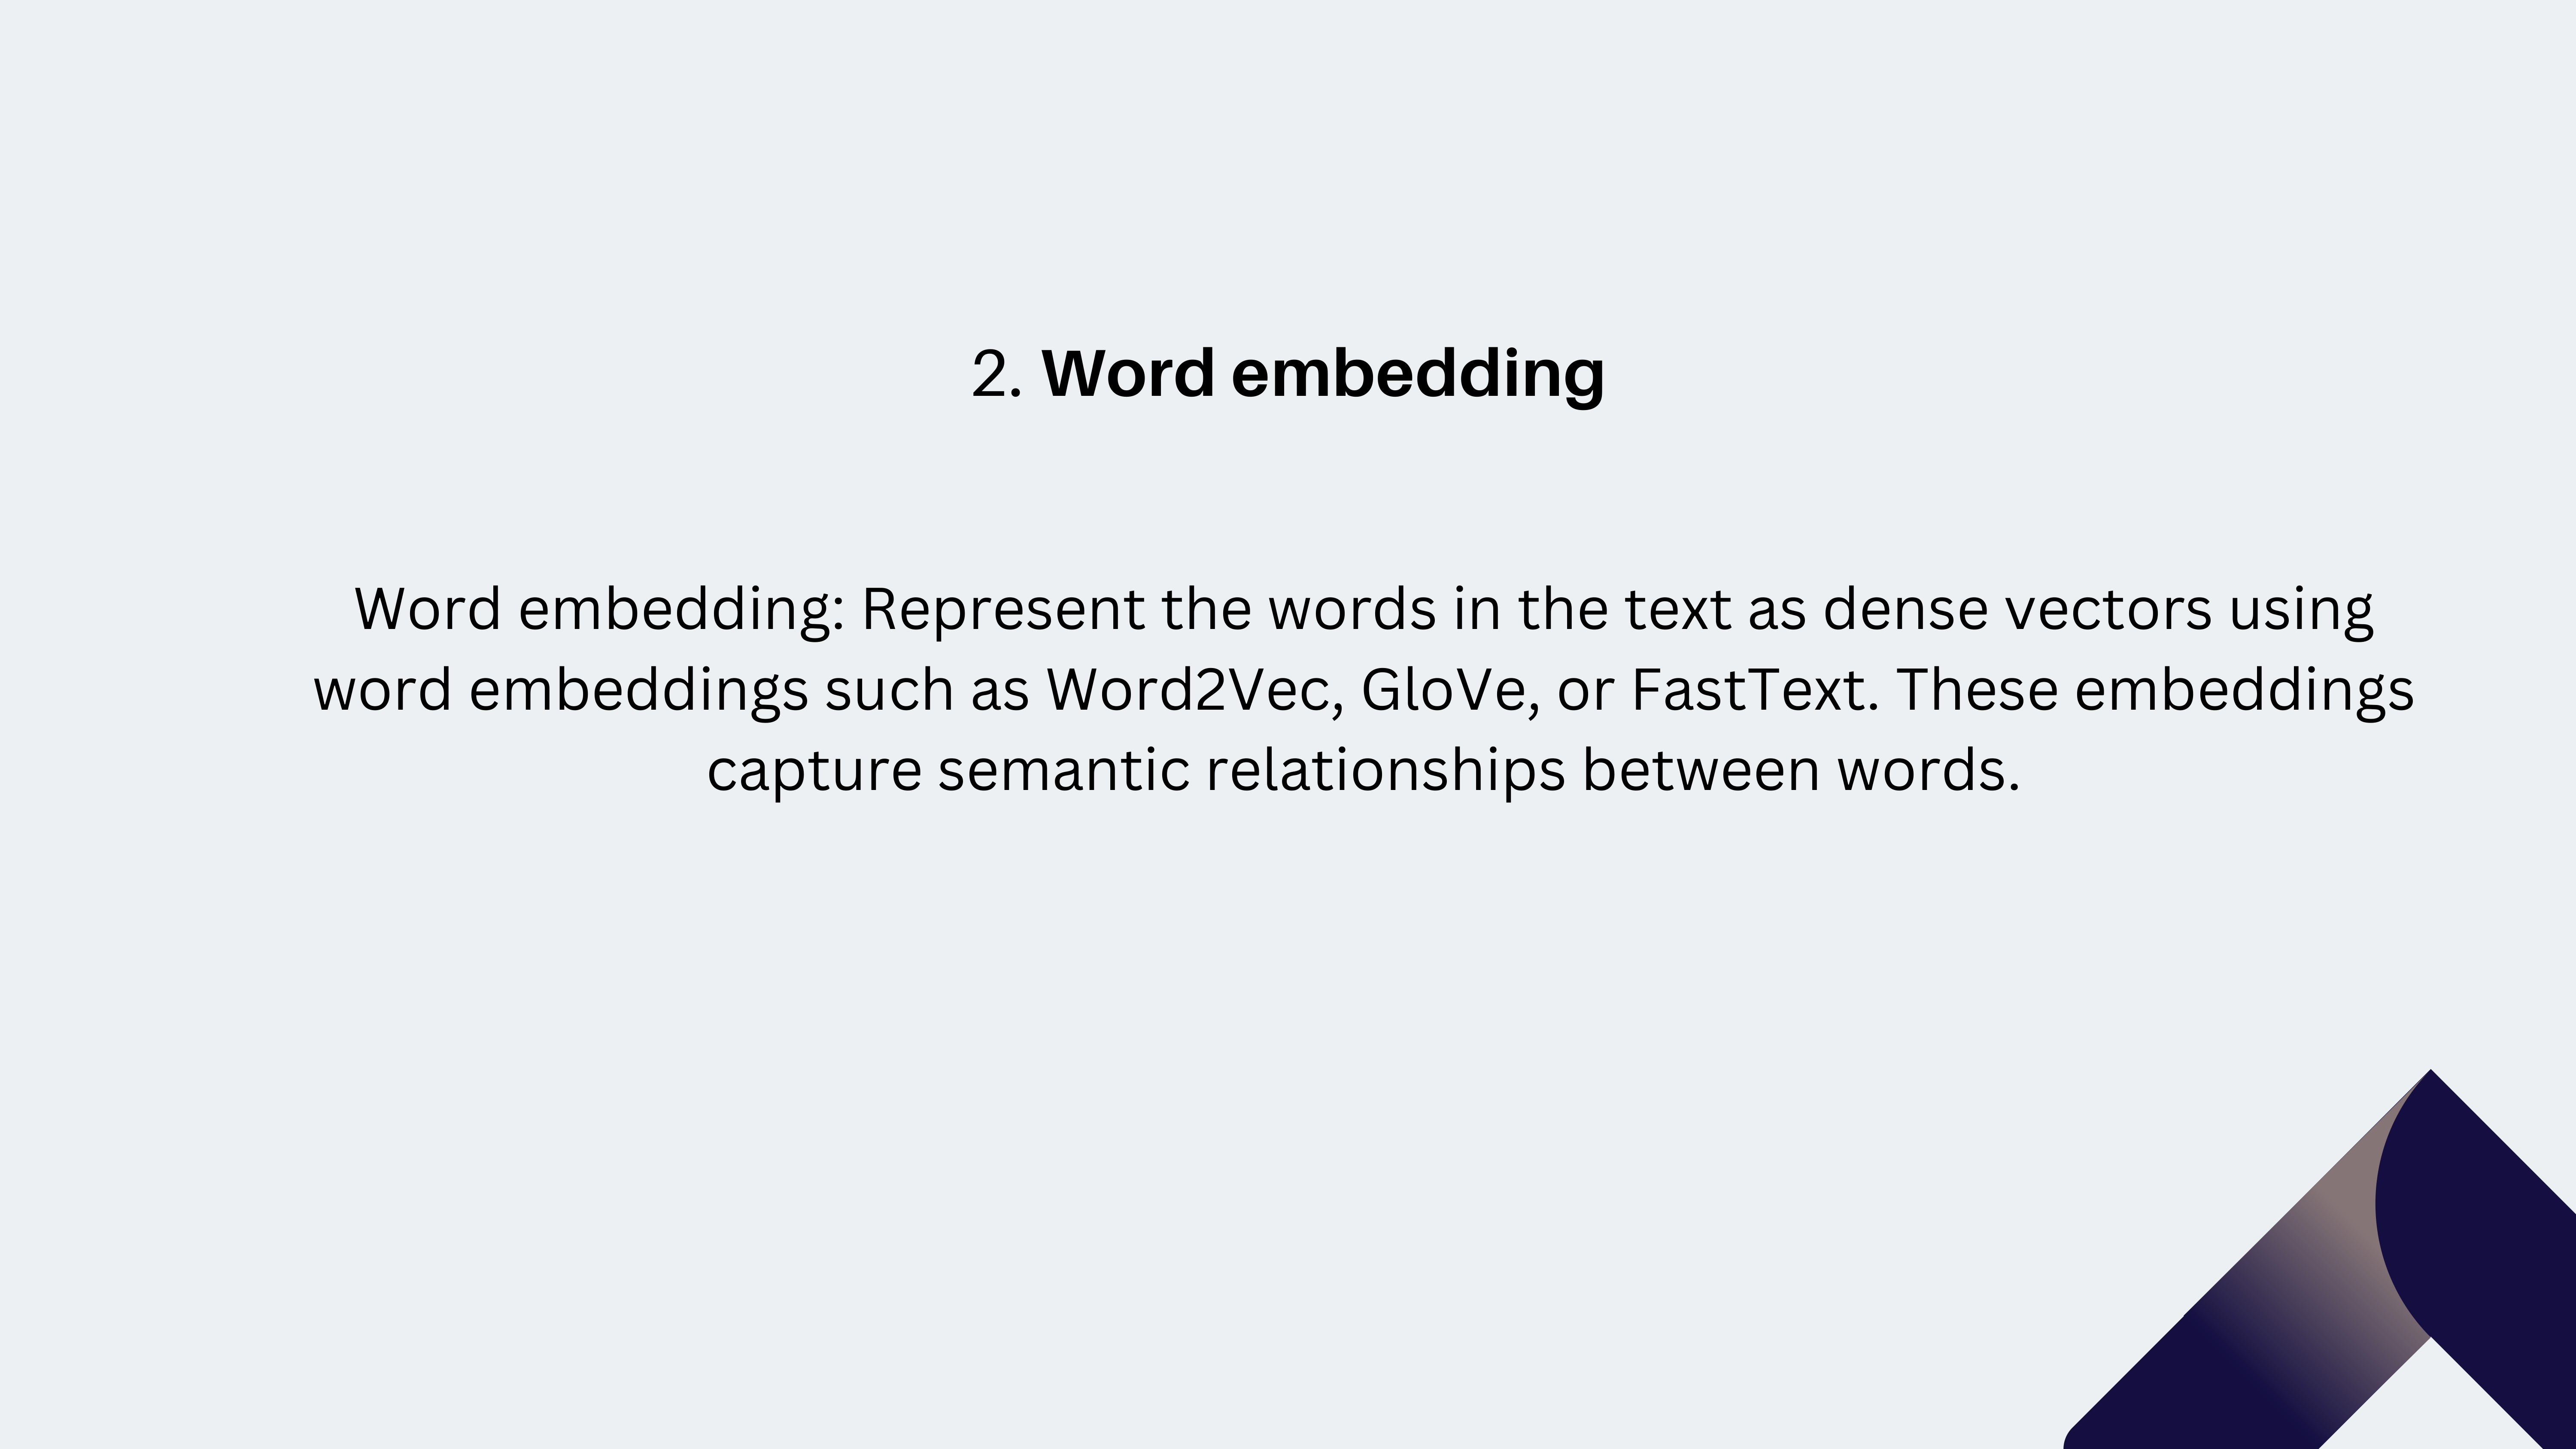 2. Word embedding
Word embedding: Represent the words in the text as dense vectors using
word embeddings such as Word2Vec, GloVe, or FastText. These embeddings
capture semantic relationships between words.